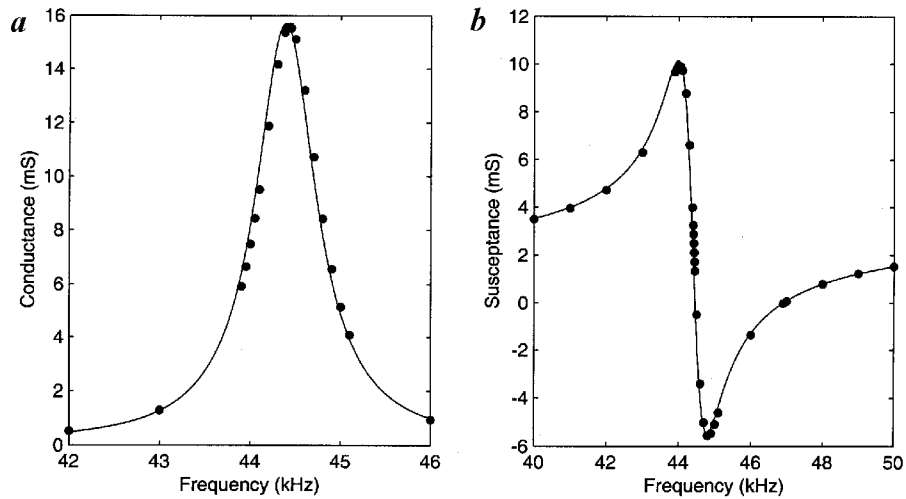 a
16
14
12
10
8
6
4
2
0
Conductance (mS)
42 43 44 45 46
Frequency (kHz)
b
12
10
8
6
4
2
0
-2
-4
-6
Susceptance (mS)
40 42 44 46 48 50
Frequency (kHz)